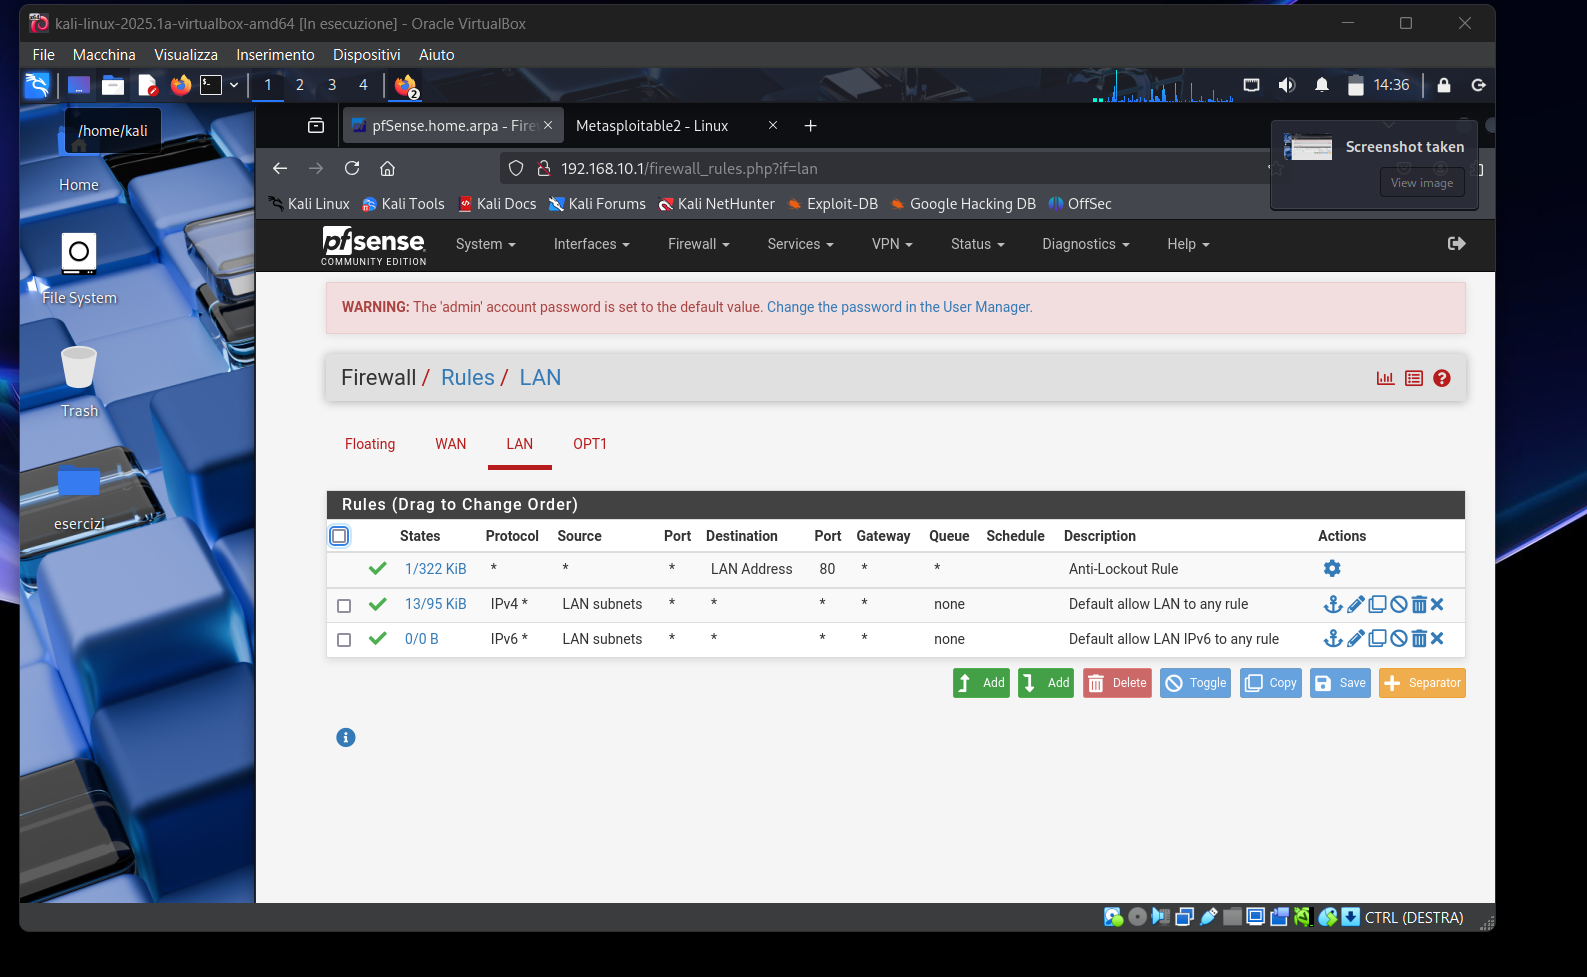 kali-linux-2025.1a-virtualbox-amd64 [In esecuzione] - Oracle VirtualBox
File Macchina Visualizza Inserimento Dispositivi Aiuto
1 2 3 4 2 14:36
/home/kali
pfSense.home.arpa - Fire
Metasploitable2 - Linux
Screenshot taken
View image
192.168.10.1/firewall_rules.php?if=lan
Kali Linux Kali Tools Kali Docs Kali Forums Kali NetHunter Exploit-DB Google Hacking DB OffSec
Home
File System
Trash
esercizi
pfsense
COMMUNITY EDITION
System Interfaces Firewall Services VPN Status Diagnostics Help
WARNING: The 'admin' account password is set to the default value. Change the password in the User Manager.
Firewall / Rules / LAN
Floating WAN LAN OPT1
Rules (Drag to Change Order)
States Protocol Source Port Destination Port Gateway Queue Schedule Description Actions
1/322 KiB * * * LAN Address 80 * * Anti-Lockout Rule
13/95 KiB IPv4 * LAN subnets * * * * none Default allow LAN to any rule
0/0 B IPv6 * LAN subnets * * * * none Default allow LAN IPv6 to any rule
Add Add Delete Toggle Copy Save Separator
CTRL (DESTRA)